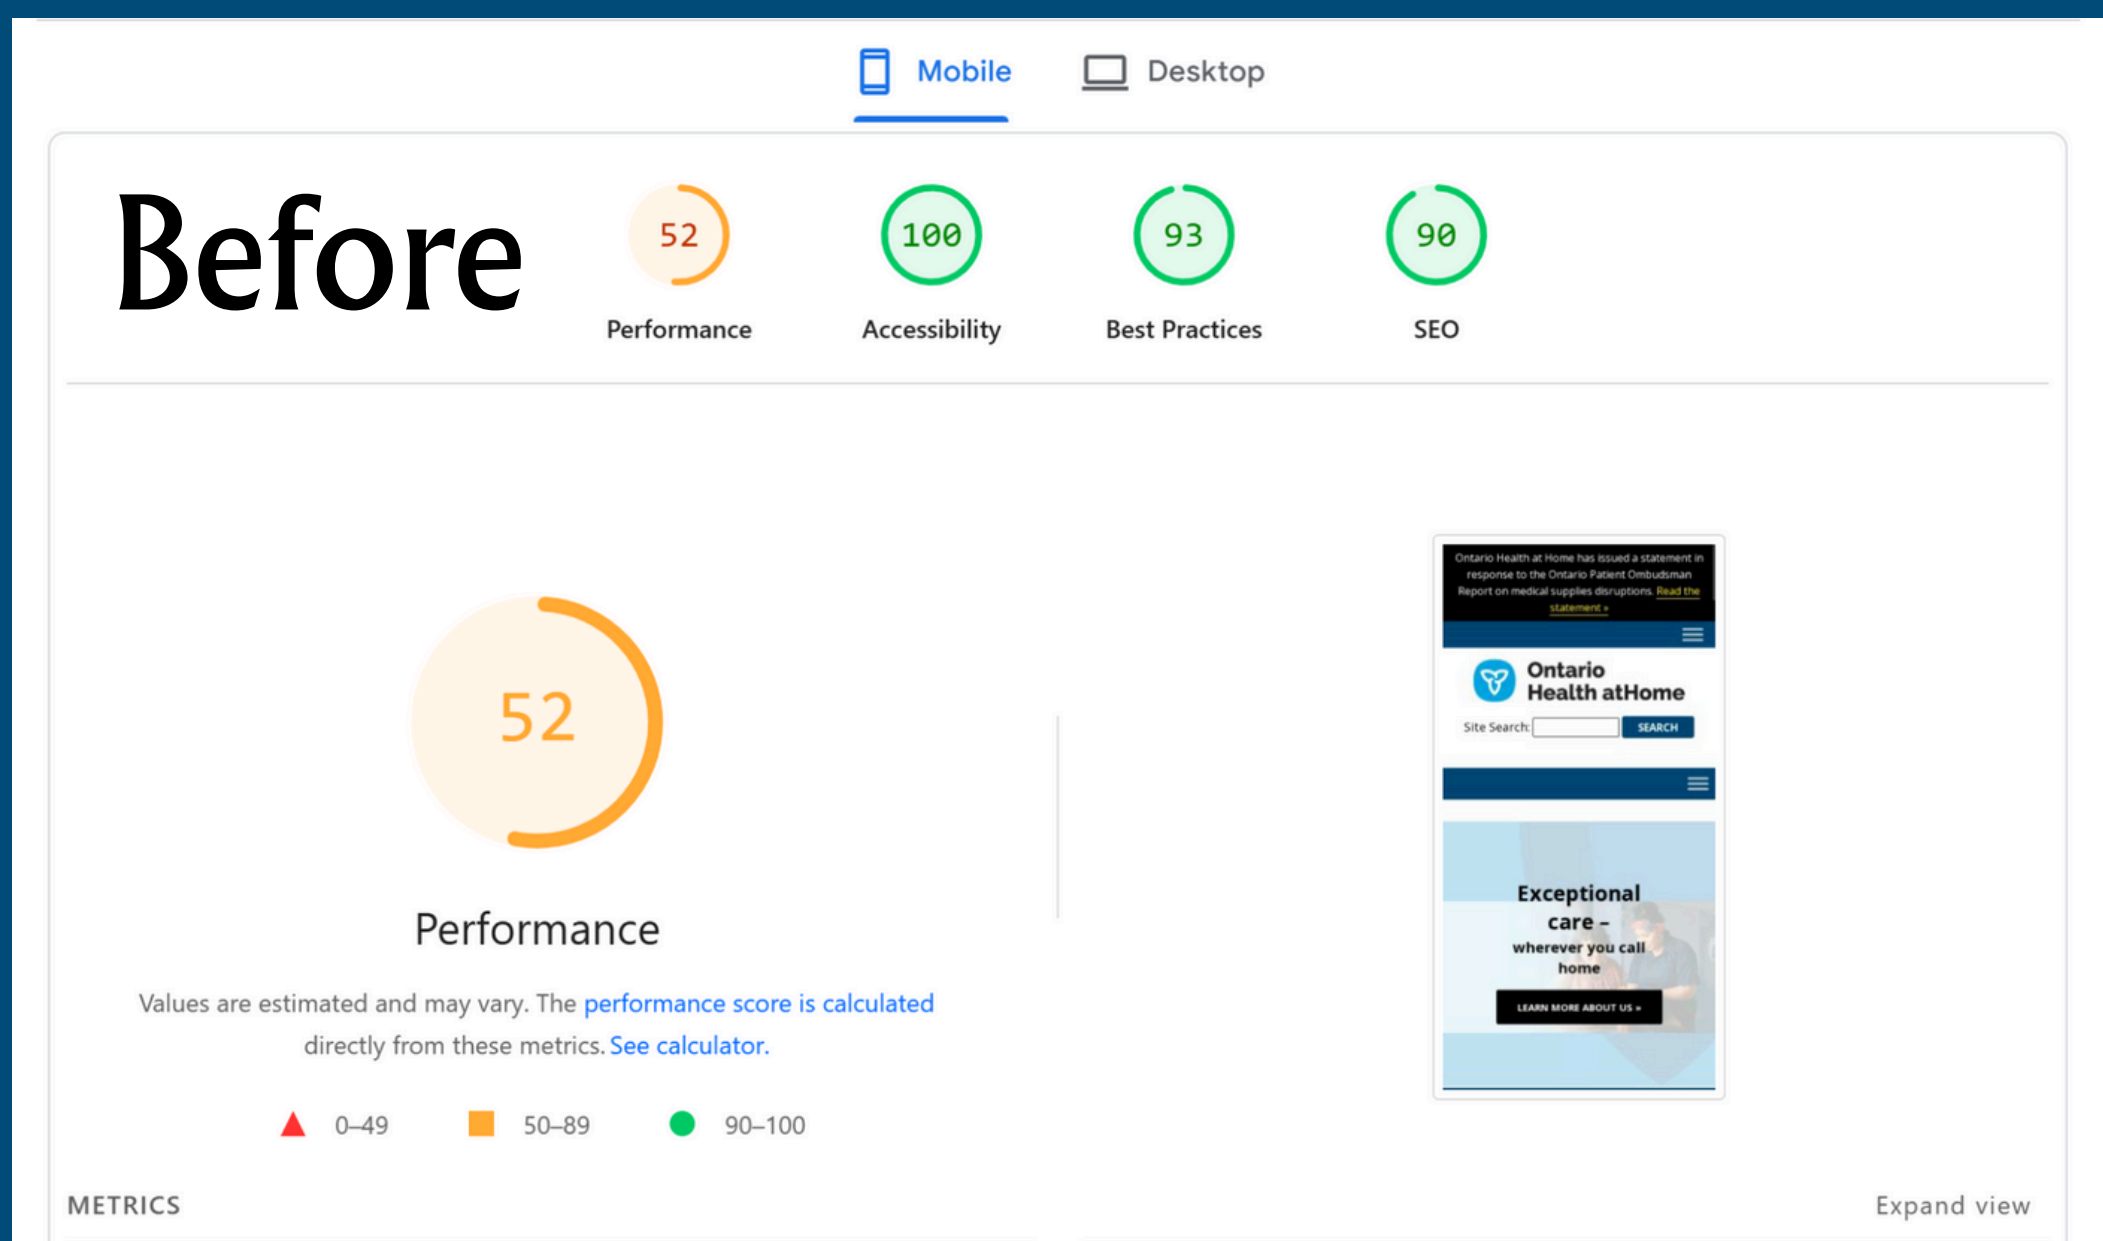 Mobile Desktop
Before
52 100 93 90
Performance Accessibility Best Practices SEO
52
Performance
Values are estimated and may vary. The performance score is calculated
directly from these metrics. See calculator.
0–49 50–89 90–100
Ontario Health at Home has issued a statement in
response to the Ontario Patient Ombudsman
Report on medical supplies disruptions. Read the
statement »
Ontario
Health atHome
Site Search: SEARCH
Exceptional
care –
wherever you call
home
LEARN MORE ABOUT US »
METRICS Expand view